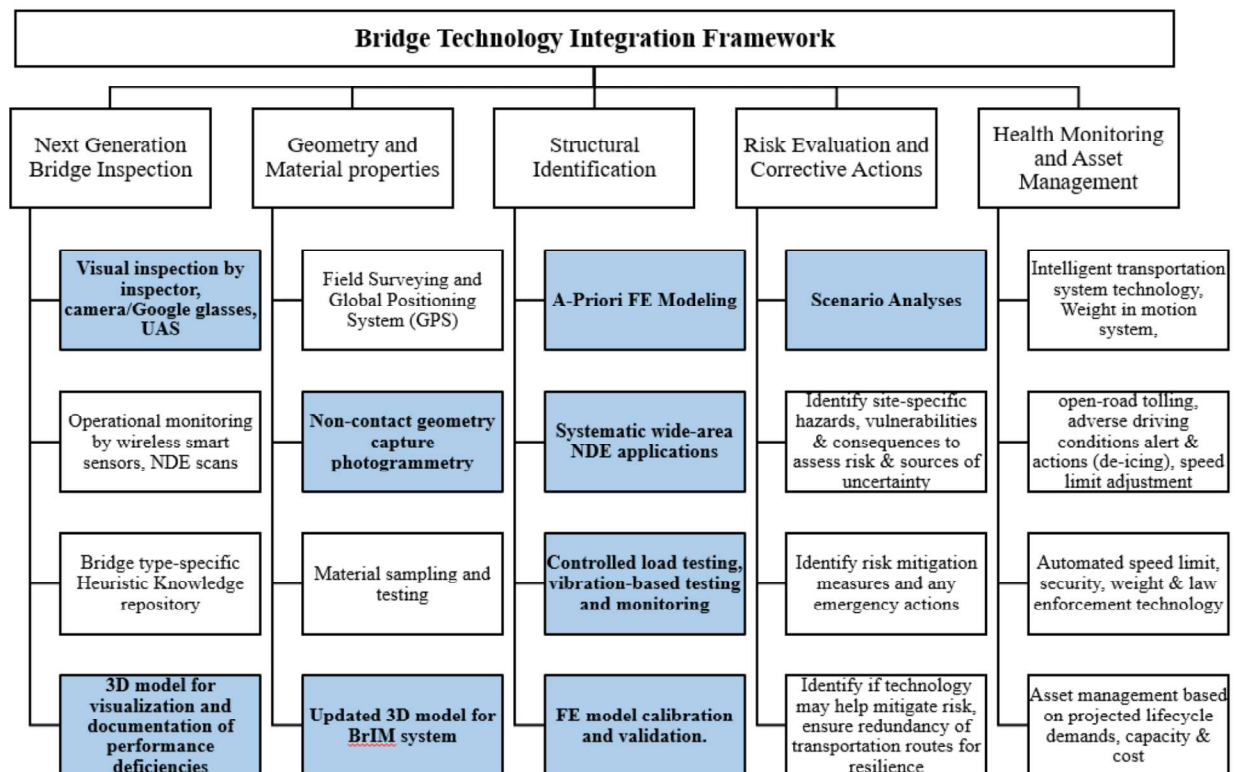 Bridge Technology Integration Framework
Next Generation
Bridge Inspection
Visual inspection by
inspector,
camera/Google glasses,
UAS
Operational monitoring
by wireless smart
sensors, NDE scans
Bridge type-specific
Heuristic Knowledge
repository
3D model for
visualization and
documentation of
performance
deficiencies
Geometry and
Material properties
Field Surveying and
Global Positioning
System (GPS)
Non-contact geometry
capture
photogrammetry
Material sampling and
testing
Updated 3D model for
BrIM system
Structural
Identification
A-Priori FE Modeling
Systematic wide-area
NDE applications
Controlled load testing,
vibration-based testing
and monitoring
FE model calibration
and validation.
Risk Evaluation and
Corrective Actions
Scenario Analyses
Identify site-specific
hazards, vulnerabilities
& consequences to
assess risk & sources of
uncertainty
Identify risk mitigation
measures and any
emergency actions
Identify if technology
may help mitigate risk,
ensure redundancy of
transportation routes for
resilience
Health Monitoring
and Asset
Management
Intelligent transportation
system technology,
Weight in motion
system,
open-road tolling,
adverse driving
conditions alert &
actions (de-icing), speed
limit adjustment
Automated speed limit,
security, weight & law
enforcement technology
Asset management based
on projected lifecycle
demands, capacity &
cost